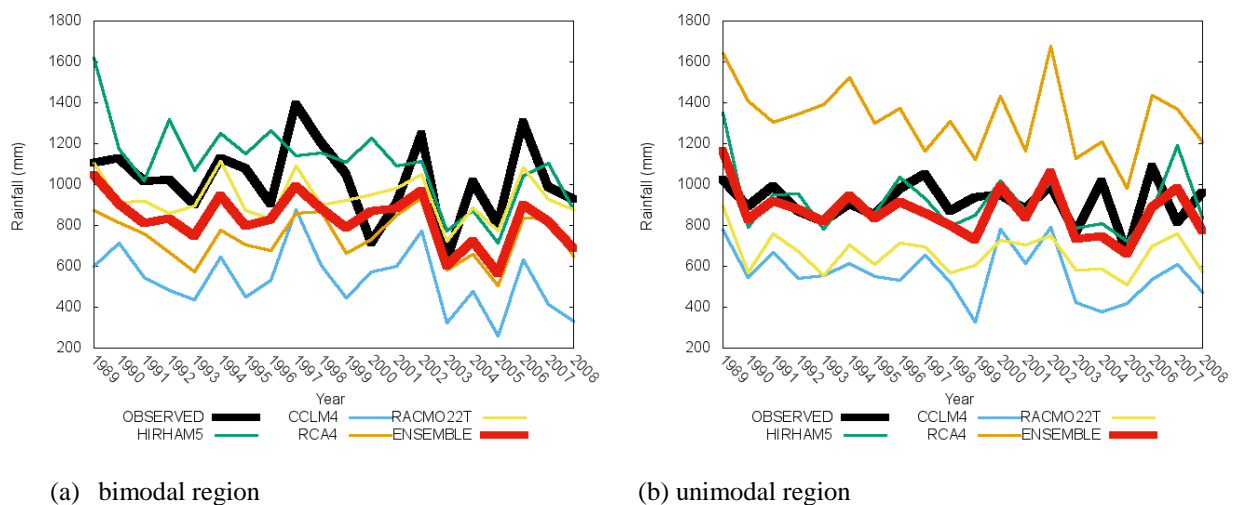 1800
1600
1400
1200
1000
800
600
400
200
Rainfall (mm)
1989 1990 1991 1992 1993 1994 1995 1996 1997 1998 1999 2000 2001 2002 2003 2004 2005 2006 2007 2008
Year
OBSERVED CCLM4 RACMO22T
HIRHAM5 RCA4 ENSEMBLE
(a) bimodal region
1800
1600
1400
1200
1000
800
600
400
200
Rainfall (mm)
1989 1990 1991 1992 1993 1994 1995 1996 1997 1998 1999 2000 2001 2002 2003 2004 2005 2006 2007 2008
Year
OBSERVED CCLM4 RACMO22T
HIRHAM5 RCA4 ENSEMBLE
(b) unimodal region